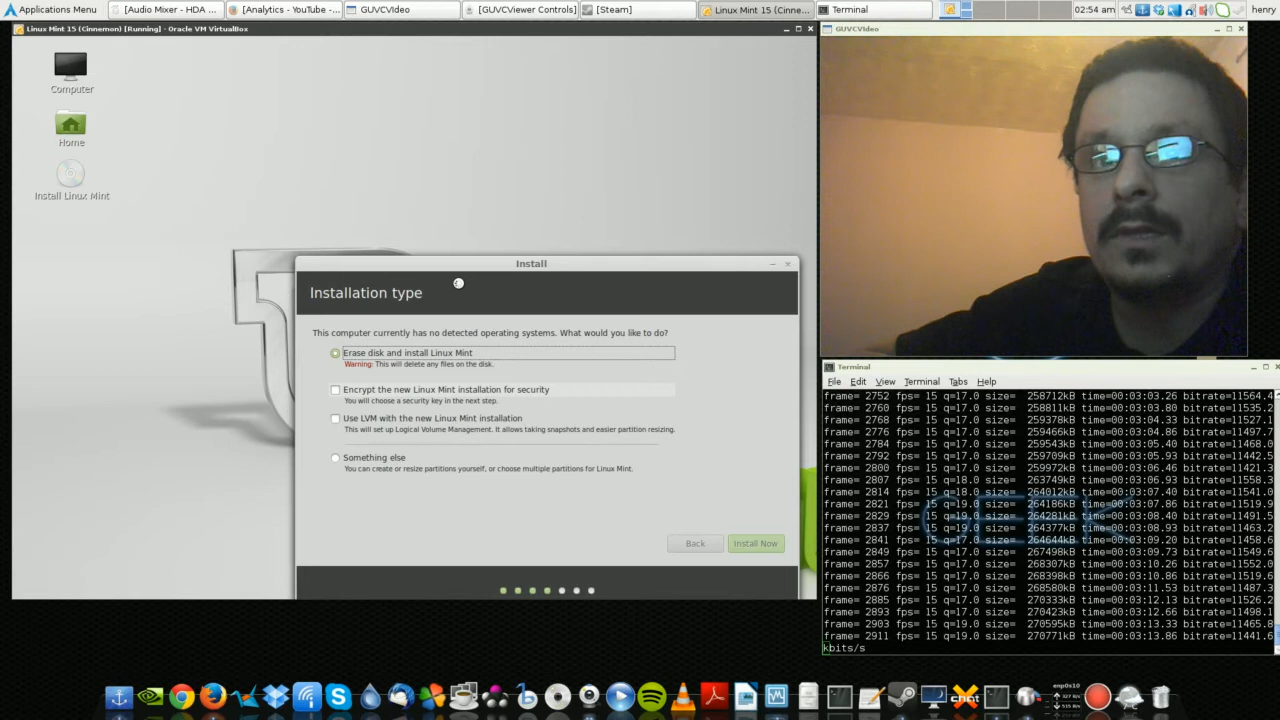 Applications Menu
[Audio Mixer - HDA ...
[Analytics - YouTube -...
GUVCVideo
[GUVCViewer Controls]
[Steam]
Linux Mint 15 (Cinne...
Terminal
02:54 am
henry
Linux Mint 15 (Cinnemon) [Running] - Oracle VM VirtualBox
Computer
Home
Install Linux Mint
Install
Installation type
This computer currently has no detected operating systems. What would you like to do?
Erase disk and install Linux Mint
Warning: This will delete any files on the disk.
Encrypt the new Linux Mint installation for security
You will choose a security key in the next step.
Use LVM with the new Linux Mint installation
This will set up Logical Volume Management. It allows taking snapshots and easier partition resizing.
Something else
You can create or resize partitions yourself, or choose multiple partitions for Linux Mint.
Back
Install Now
GUVCVideo
Terminal
File Edit View Terminal Tabs Help
frame= 2752 fps= 15 q=17.0 size= 258712kB time=00:03:03.26 bitrate=11564.4
frame= 2760 fps= 15 q=17.0 size= 258811kB time=00:03:03.80 bitrate=11535.2
frame= 2768 fps= 15 q=17.0 size= 259378kB time=00:03:04.33 bitrate=11527.1
frame= 2776 fps= 15 q=17.0 size= 259466kB time=00:03:04.86 bitrate=11497.7
frame= 2784 fps= 15 q=17.0 size= 259543kB time=00:03:05.40 bitrate=11468.0
frame= 2792 fps= 15 q=17.0 size= 259709kB time=00:03:05.93 bitrate=11442.5
frame= 2800 fps= 15 q=17.0 size= 259972kB time=00:03:06.46 bitrate=11421.3
frame= 2807 fps= 15 q=18.0 size= 263749kB time=00:03:06.93 bitrate=11558.3
frame= 2814 fps= 15 q=18.0 size= 264012kB time=00:03:07.40 bitrate=11541.0
frame= 2821 fps= 15 q=19.0 size= 264186kB time=00:03:07.86 bitrate=11519.9
frame= 2829 fps= 15 q=19.0 size= 264281kB time=00:03:08.40 bitrate=11491.5
frame= 2837 fps= 15 q=19.0 size= 264377kB time=00:03:08.93 bitrate=11463.2
frame= 2841 fps= 15 q=17.0 size= 264644kB time=00:03:09.20 bitrate=11458.6
frame= 2849 fps= 15 q=17.0 size= 267498kB time=00:03:09.73 bitrate=11549.6
frame= 2857 fps= 15 q=17.0 size= 268307kB time=00:03:10.26 bitrate=11552.0
frame= 2866 fps= 15 q=17.0 size= 268398kB time=00:03:10.86 bitrate=11519.6
frame= 2876 fps= 15 q=17.0 size= 268580kB time=00:03:11.53 bitrate=11487.3
frame= 2885 fps= 15 q=17.0 size= 270333kB time=00:03:12.13 bitrate=11526.2
frame= 2893 fps= 15 q=17.0 size= 270423kB time=00:03:12.66 bitrate=11498.1
frame= 2903 fps= 15 q=19.0 size= 270595kB time=00:03:13.33 bitrate=11465.8
frame= 2911 fps= 15 q=19.0 size= 270771kB time=00:03:13.86 bitrate=11441.6
kbits/s
GEEK
chat
enp0s10